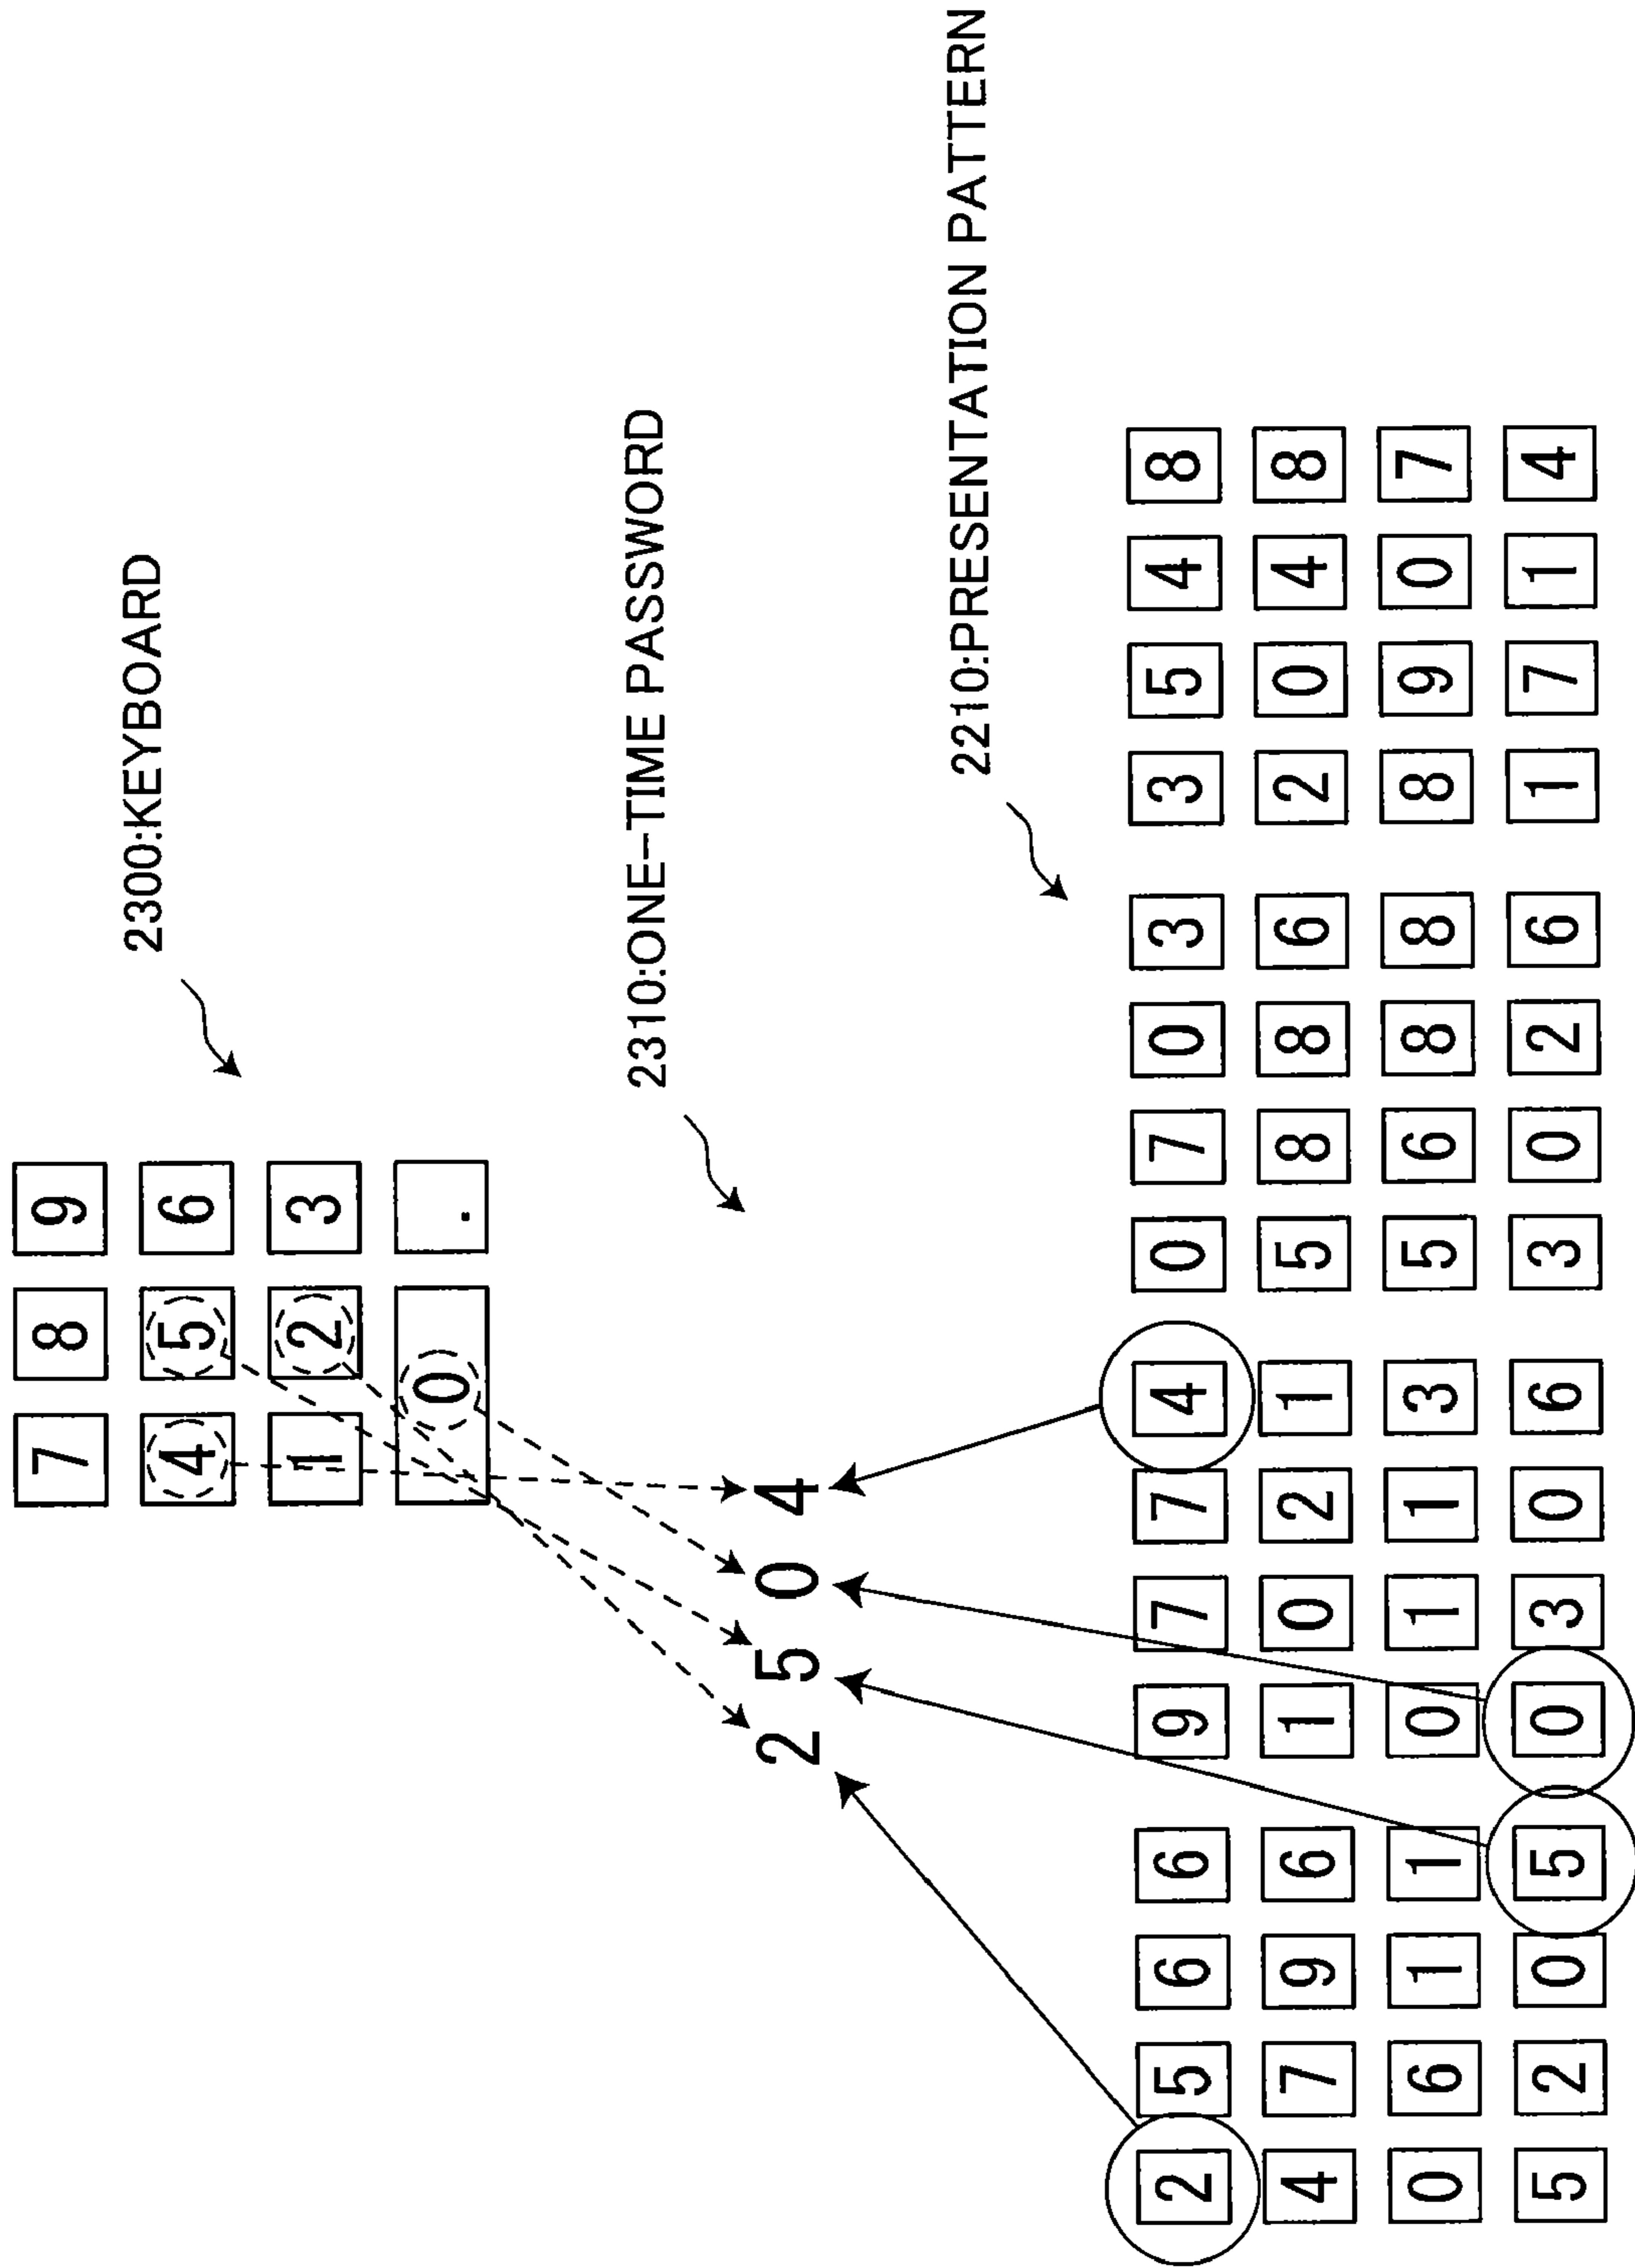 7 8 9
2300:KEYBOARD
4 5 6
1 2 3
0 .
2310:ONE-TIME PASSWORD
2 5 0 4
2210:PRESENTATION PATTERN
2 5 6 6 9 7 7 4 0 7 0 3 3 5 4 8
4 7 9 6 1 0 2 1 5 8 8 6 2 0 4 8
0 6 1 1 0 1 1 3 5 6 8 8 8 9 0 7
5 2 0 5 0 3 0 6 3 0 2 6 1 7 1 4